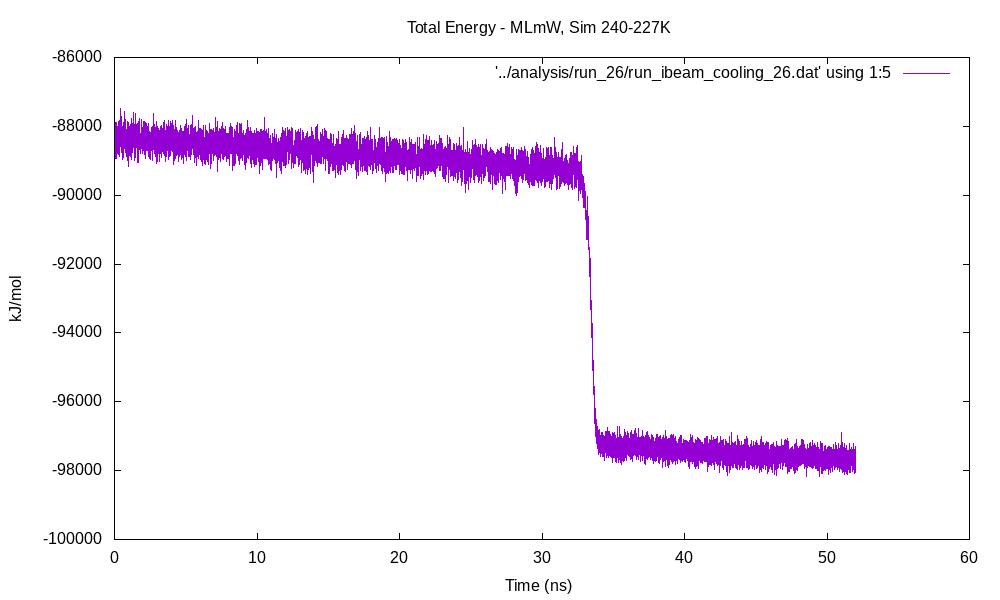 Total Energy - MLmW, Sim 240-227K
'../analysis/run_26/run_ibeam_cooling_26.dat' using 1:5
-86000
-88000
-90000
-92000
-94000
-96000
-98000
-100000
kJ/mol
0 10 20 30 40 50 60
Time (ns)